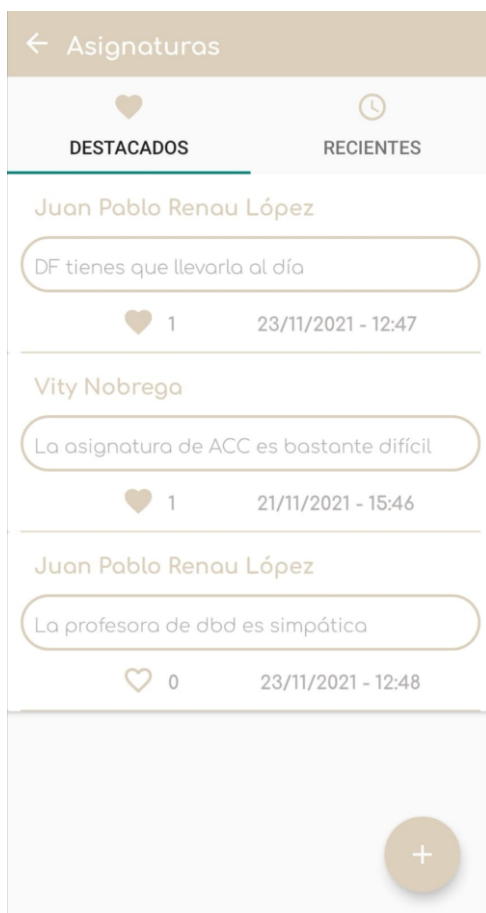 Asignaturas
DESTACADOS
RECIENTES
Juan Pablo Renau López
DF tienes que llevarla al día
1 23/11/2021 - 12:47
Vity Nobrega
La asignatura de ACC es bastante difícil
1 21/11/2021 - 15:46
Juan Pablo Renau López
La profesora de dbd es simpática
0 23/11/2021 - 12:48
+